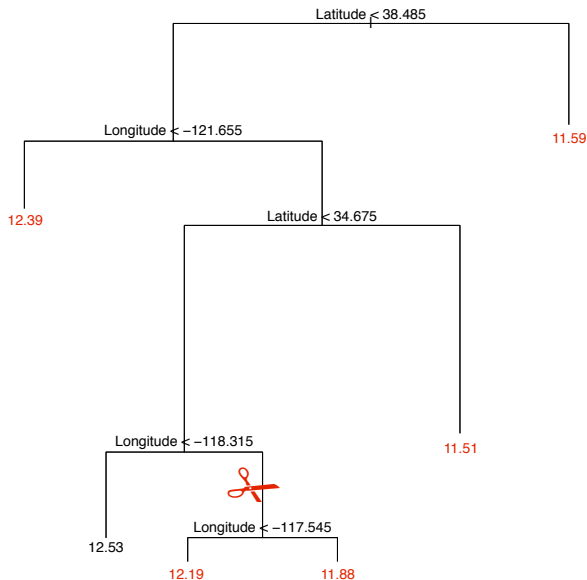 Latitude < 38.485
Longitude < −121.655
11.59
12.39
Latitude < 34.675
Longitude < −118.315
11.51
Longitude < −117.545
12.53
12.19
11.88